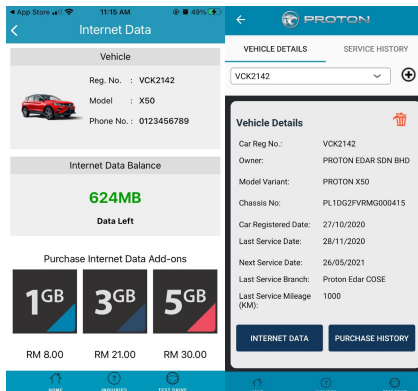 App Store
11:15 AM
49%
Internet Data
Vehicle
Reg. No. : VCK2142
Model : X50
Phone No. : 0123456789
Internet Data Balance
624MB
Data Left
Purchase Internet Data Add-ons
1GB
3GB
5GB
RM 8.00
RM 21.00
RM 30.00
HOME
INQUIRIES
TEST DRIVE
PROTON
VEHICLE DETAILS
SERVICE HISTORY
VCK2142
Vehicle Details
Car Reg No.: VCK2142
Owner: PROTON EDAR SDN BHD
Model Variant: PROTON X50
Chassis No: PL1DG2FVRMG000415
Car Registered Date: 27/10/2020
Last Service Date: 28/11/2020
Next Service Date: 26/05/2021
Last Service Branch: Proton Edar COSE
Last Service Mileage 1000
(KM):
INTERNET DATA
PURCHASE HISTORY